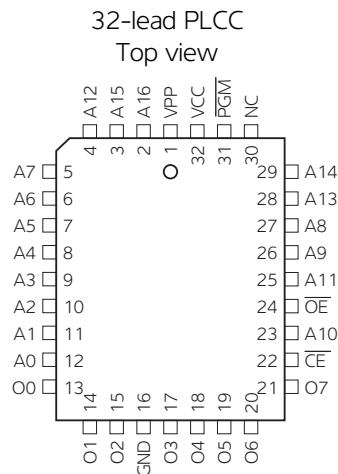 32-lead PLCC
Top view
A12 A15 A16 VPP VCC P̅G̅M̅ NC
4 3 2 1 32 31 30
A7 5 29 A14
A6 6 28 A13
A5 7 27 A8
A4 8 26 A9
A3 9 25 A11
A2 10 24 O̅E̅
A1 11 23 A10
A0 12 22 C̅E̅
O0 13 21 O7
14 15 16 17 18 19 20
O1 O2 GND O3 O4 O5 O6